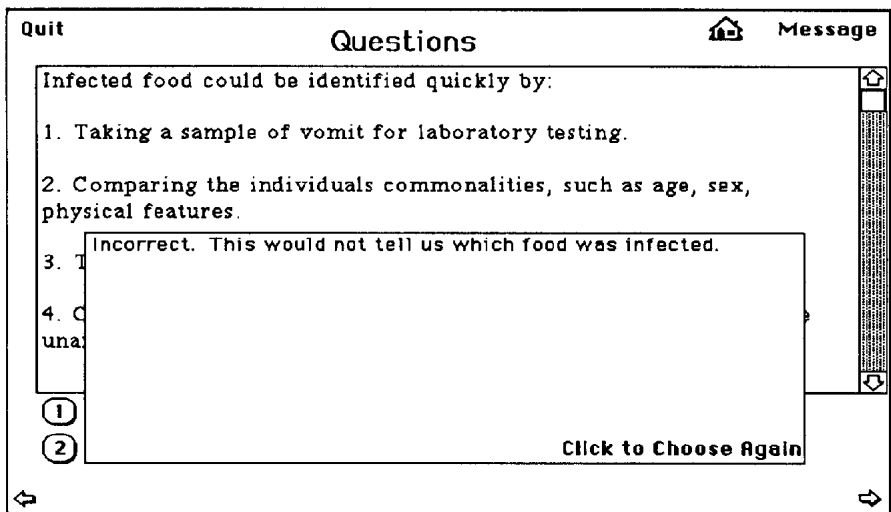 Quit
Questions
Message
Infected food could be identified quickly by:
1. Taking a sample of vomit for laboratory testing.
2. Comparing the individuals commonalities, such as age, sex,
physical features.
Incorrect. This would not tell us which food was infected.
3. T
4. C
una
1
2
Click to Choose Again